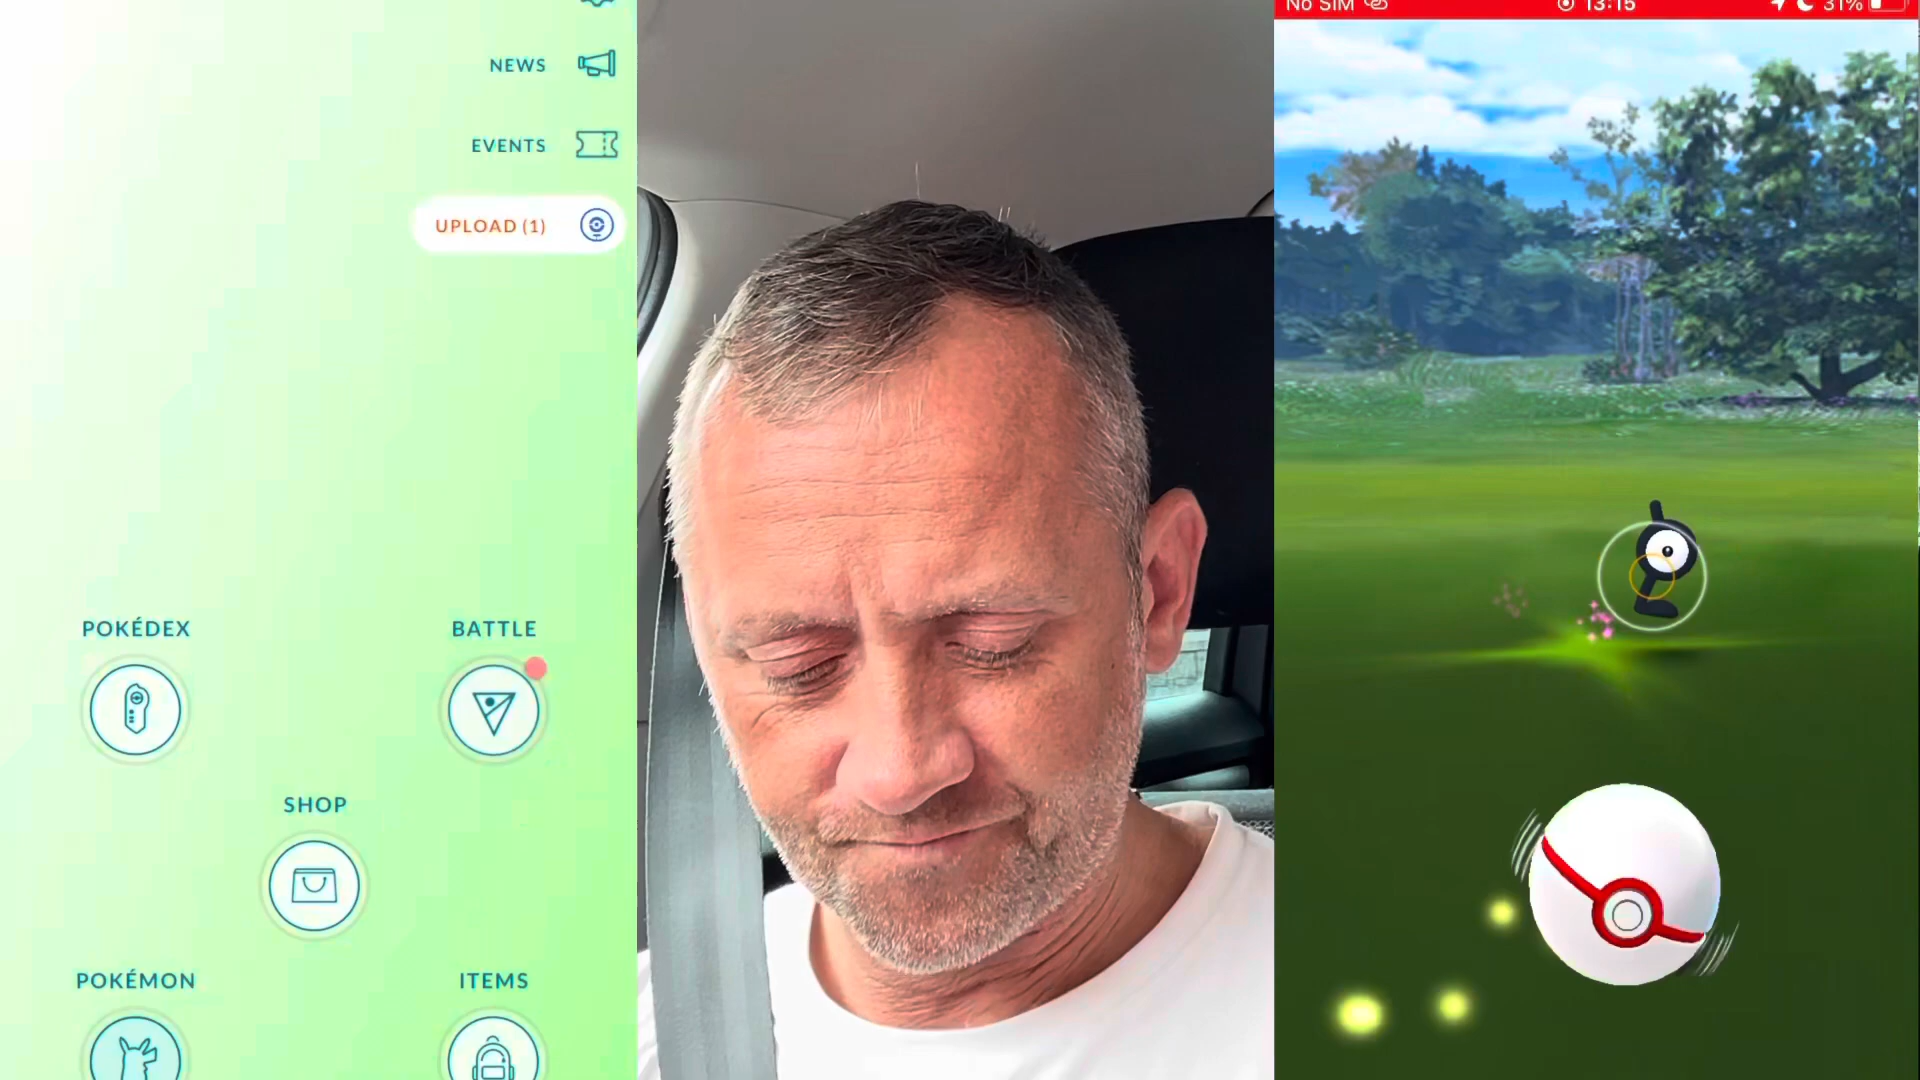 NEWS
EVENTS
UPLOAD (1)
POKÉDEX
BATTLE
SHOP
POKÉMON
ITEMS
No SIM
13:15
31%